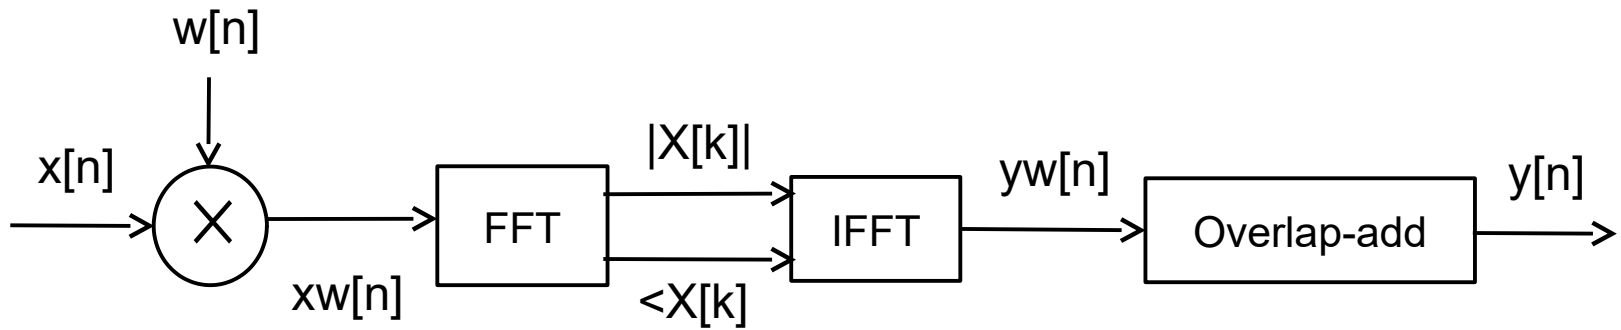 w[n]
x[n]
xw[n]
FFT
|X[k]|
<X[k]
IFFT
yw[n]
Overlap-add
y[n]